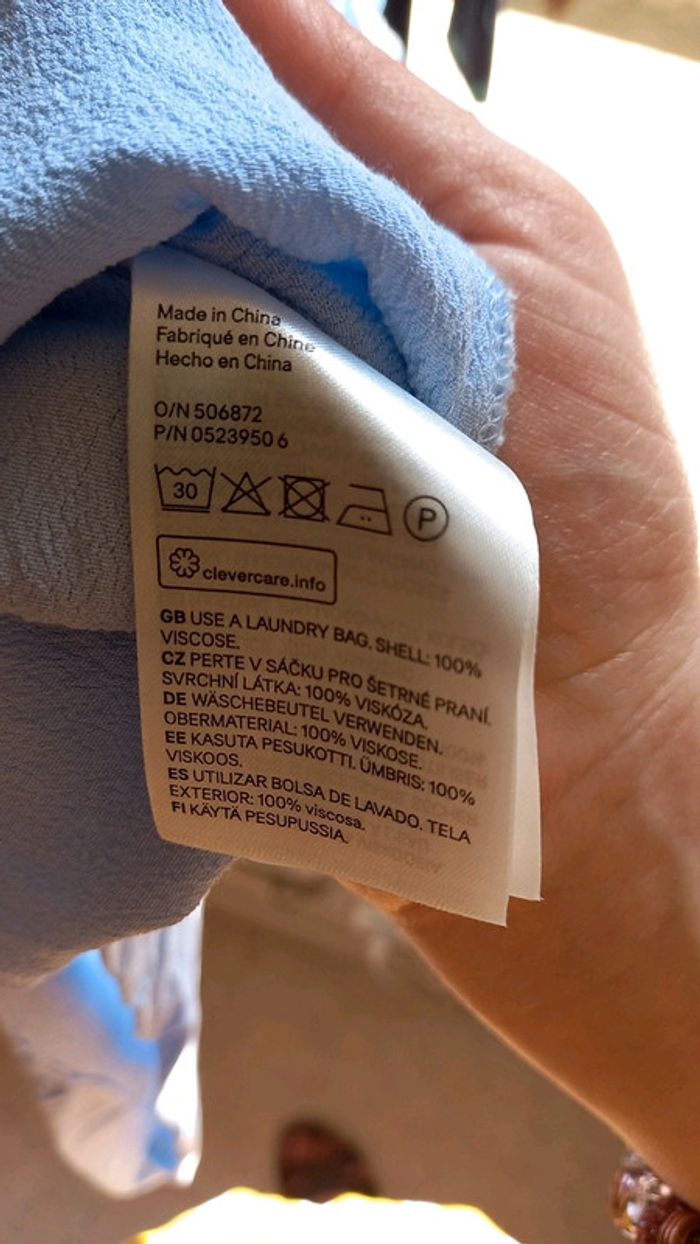 Made in China
Fabriqué en Chine
Hecho en China
O/N 506872
P/N 0523950 6
30
P
clevercare.info
GB USE A LAUNDRY BAG. SHELL: 100%
VISCOSE.
CZ PERTE V SÁČKU PRO ŠETRNÉ PRANÍ.
SVRCHNÍ LÁTKA: 100% VISKÓZA.
DE WÄSCHEBEUTEL VERWENDEN.
OBERMATERIAL: 100% VISKOSE.
EE KASUTA PESUKOTTI. ÜMBRIS: 100%
VISKOOS.
ES UTILIZAR BOLSA DE LAVADO. TELA
EXTERIOR: 100% viscosa.
FI KÄYTÄ PESUPUSSIA.